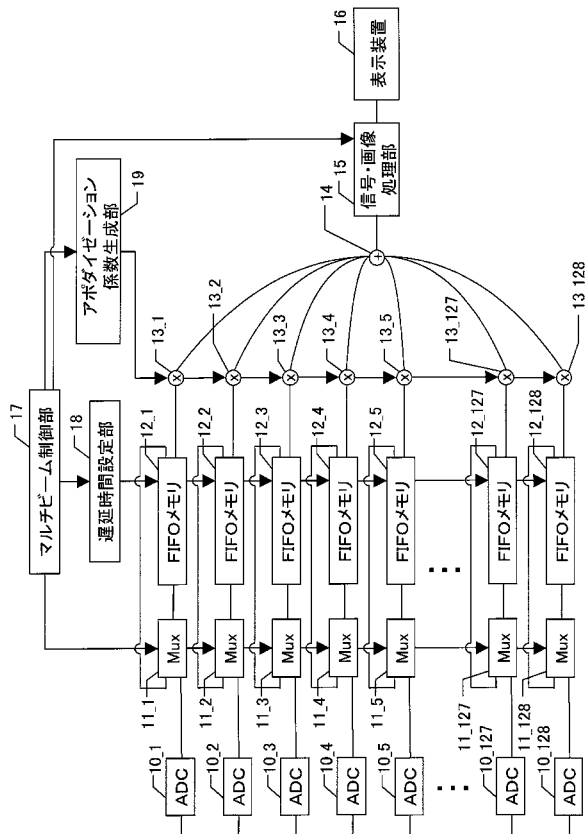 17
マルチビーム制御部
アポダイゼーション
係数生成部
19
18
遅延時間設定部
16
表示装置
15
信号・画像
処理部
14
10_1
ADC
11_1
Mux
12_1
FIFOメモリ
13_1
10_2
ADC
11_2
Mux
12_2
FIFOメモリ
13_2
10_3
ADC
11_3
Mux
12_3
FIFOメモリ
13_3
10_4
ADC
11_4
Mux
12_4
FIFOメモリ
13_4
10_5
ADC
11_5
Mux
12_5
FIFOメモリ
13_5
10_127
ADC
11_127
Mux
12_127
FIFOメモリ
13_127
10_128
ADC
11_128
Mux
12_128
FIFOメモリ
13_128